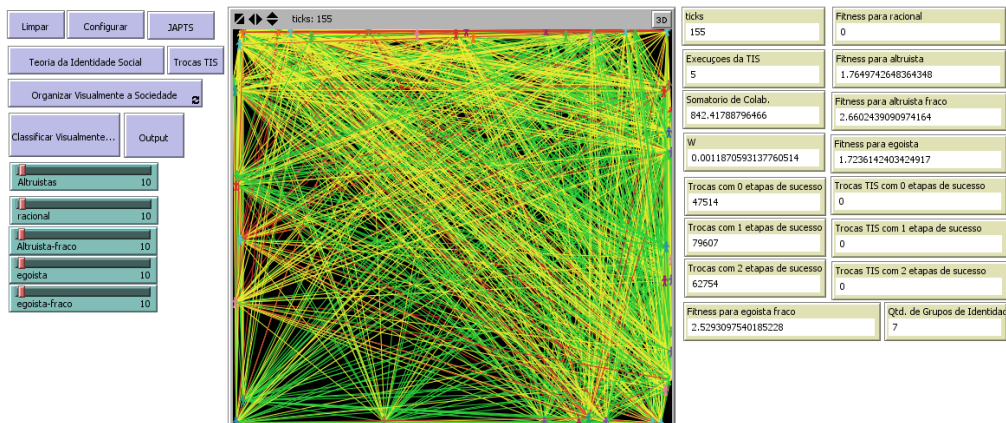 Limpar
Configurar
JAPTS
Teoria da Identidade Social
Trocas TIS
Organizar Visualmente a Sociedade
Classificar Visualmente...
Output
Altruistas 10
racional 10
Altruista-fraco 10
egoista 10
egoista-fraco 10
ticks: 155
3D
ticks
155
Fitness para racional
0
Execuçoes da TIS
5
Fitness para altruista
1.7649742648364348
Somatorio de Colab.
842.41788796466
Fitness para altruista fraco
2.6602439090974164
W
0.0011870593137760514
Fitness para egoista
1.7236142403424917
Trocas com 0 etapas de sucesso
47514
Trocas TIS com 0 etapas de sucesso
0
Trocas com 1 etapas de sucesso
79607
Trocas TIS com 1 etapa de sucesso
0
Trocas com 2 etapas de sucesso
62754
Trocas TIS com 2 etapas de sucesso
0
Fitness para egoista fraco
2.5293097540185228
Qtd. de Grupos de Identidad
7